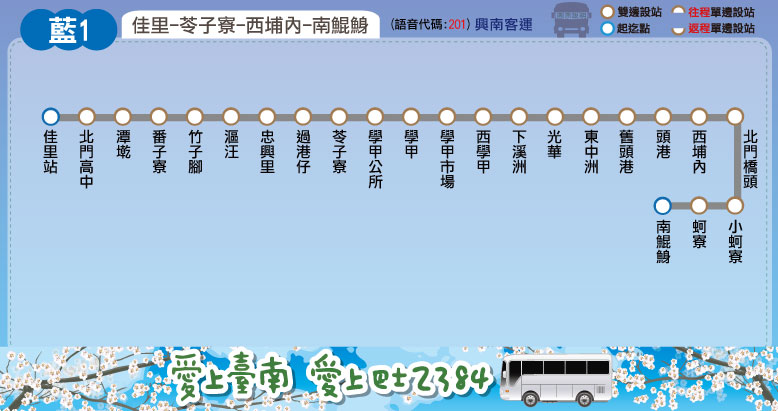 藍1
佳里-苓子寮-西埔內-南鯤鯓
(語音代碼:201) 興南客運
雙邊設站
往程單邊設站
起迄點
返程單邊設站
佳里站
北門高中
潭墘
番子寮
竹子腳
漚汪
忠興里
過港仔
苓子寮
學甲公所
學甲
學甲市場
西學甲
下溪洲
光華
東中洲
舊頭港
頭港
西埔內
北門橋頭
小蚵寮
蚵寮
南鯤鯓
愛上臺南 愛上巴士2384